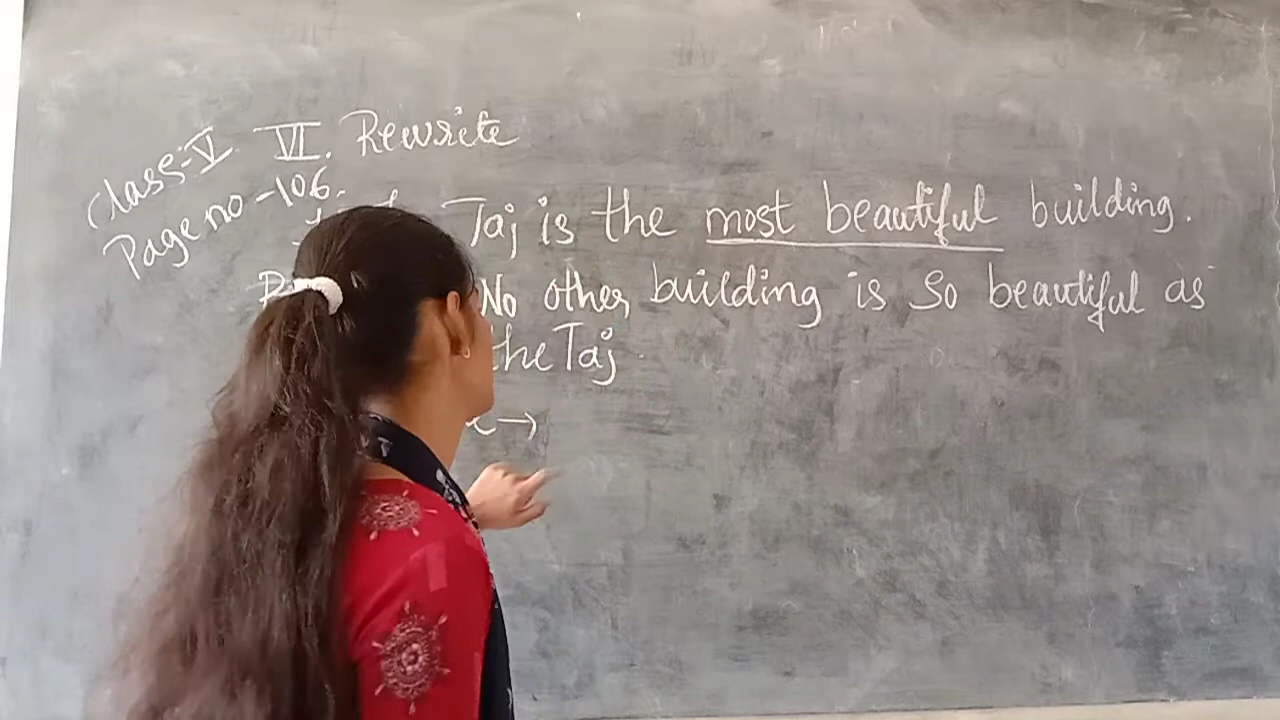 Class-V VI. Rewrite
Page no-106.
Taj is the most beautiful building.
No other building is so beautiful as
the Taj.
→